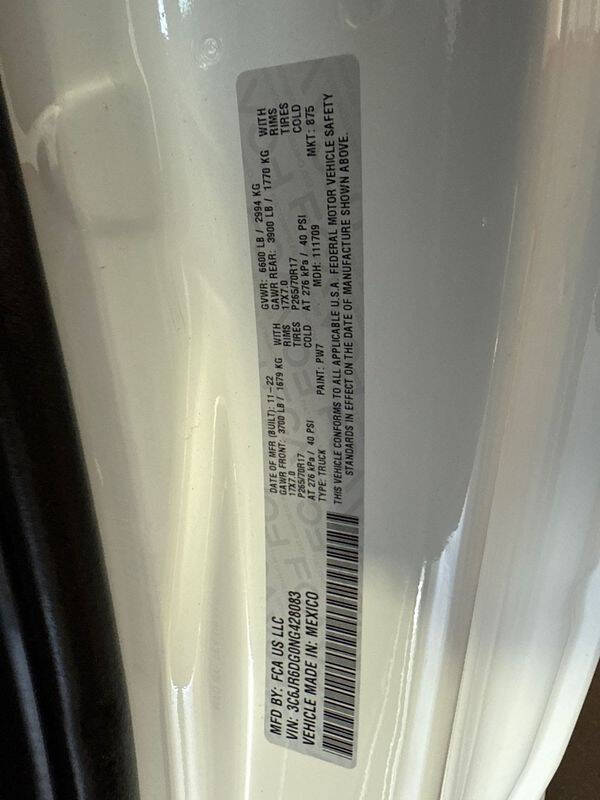 MFD BY: FCA US LLC
VIN: 3C6JR6DG0NG428083
VEHICLE MADE IN: MEXICO
DATE OF MFR (BUILT): 11-22
GVWR: 6600 LB / 2994 KG
GAWR FRONT: 3700 LB / 1679 KG WITH
GAWR REAR: 3900 LB / 1770 KG WITH
17X7.0 RIMS
17X7.0 RIMS
P265/70R17 TIRES
P265/70R17 TIRES
AT 276 kPa / 40 PSI COLD
AT 276 kPa / 40 PSI COLD
TYPE: TRUCK PAINT: PW7 MDH: 111709 MKT: 875
THIS VEHICLE CONFORMS TO ALL APPLICABLE U.S.A. FEDERAL MOTOR VEHICLE SAFETY
STANDARDS IN EFFECT ON THE DATE OF MANUFACTURE SHOWN ABOVE.